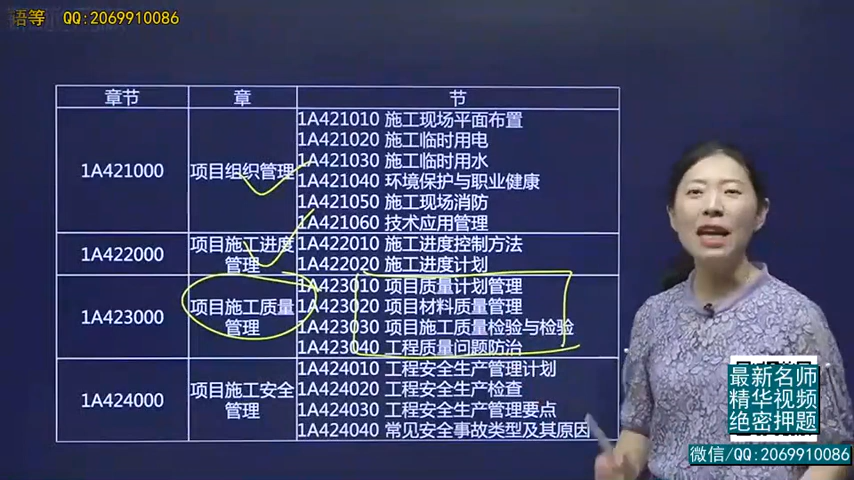 语等 QQ:2069910086
章节 章 节
1A421000 项目组织管理
1A421010 施工现场平面布置
1A421020 施工临时用电
1A421030 施工临时用水
1A421040 环境保护与职业健康
1A421050 施工现场消防
1A421060 技术应用管理
1A422000 项目施工进度
管理
1A422010 施工进度控制方法
1A422020 施工进度计划
1A423000 项目施工质量
管理
1A423010 项目质量计划管理
1A423020 项目材料质量管理
1A423030 项目施工质量检验与检验
1A423040 工程质量问题防治
1A424000 项目施工安全
管理
1A424010 工程安全生产管理计划
1A424020 工程安全生产检查
1A424030 工程安全生产管理要点
1A424040 常见安全事故类型及其原因
最新名师
精华视频
绝密押题
微信/QQ:2069910086